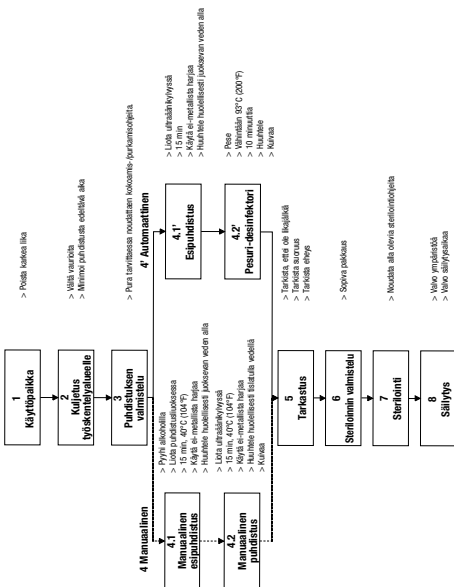 1
Käyttöpaikka
> Poista karkea lika
2
Kuljetus
työskentelyalueelle
> Vältä vaurioita
> Minimoi puhdistusta edeltävä aika
3
Puhdistuksen
valmistelu
> Pura tarvittaessa noudattaen kokoamis-/purkamisohjeita.
4 Manuaalinen
> Pyyhi alkoholilla
> Liota puhdistusliuoksessa
> 15 min, 40°C (104°F)
> Käytä ei-metallista harjaa
> Huuhtele huolellisesti juoksevan veden alla
4.1
Manuaalinen
esipuhdistus
> Liota ultraäänikylvyssä
> 15 min, 40°C (104°F)
> Käytä ei-metallista harjaa
> Huuhtele huolellisesti tislatulla vedellä
> Kuivaa
4.2
Manuaalinen
puhdistus
4' Automaattinen
4.1'
Esipuhdistus
> Liota ultraäänikylvyssä
> 15 min
> Käytä ei-metallista harjaa
> Huuhtele huolellisesti juoksevan veden alla
4.2'
Pesuri-desinfektori
> Pese
> Vähintään 93°C (200°F)
> 10 minuuttia
> Huuhtele
> Kuivaa
5
Tarkastus
> Tarkista, ettei ole likajälkiä
> Tarkista suoruus
> Tarkista eheys
6
Steriloinnin valmistelu
> Sopiva pakkaus
7
Sterilointi
> Noudata alla olevia sterilointiohjeita
8
Säilytys
> Valvo ympäristöä
> Valvo säilytysaikaa